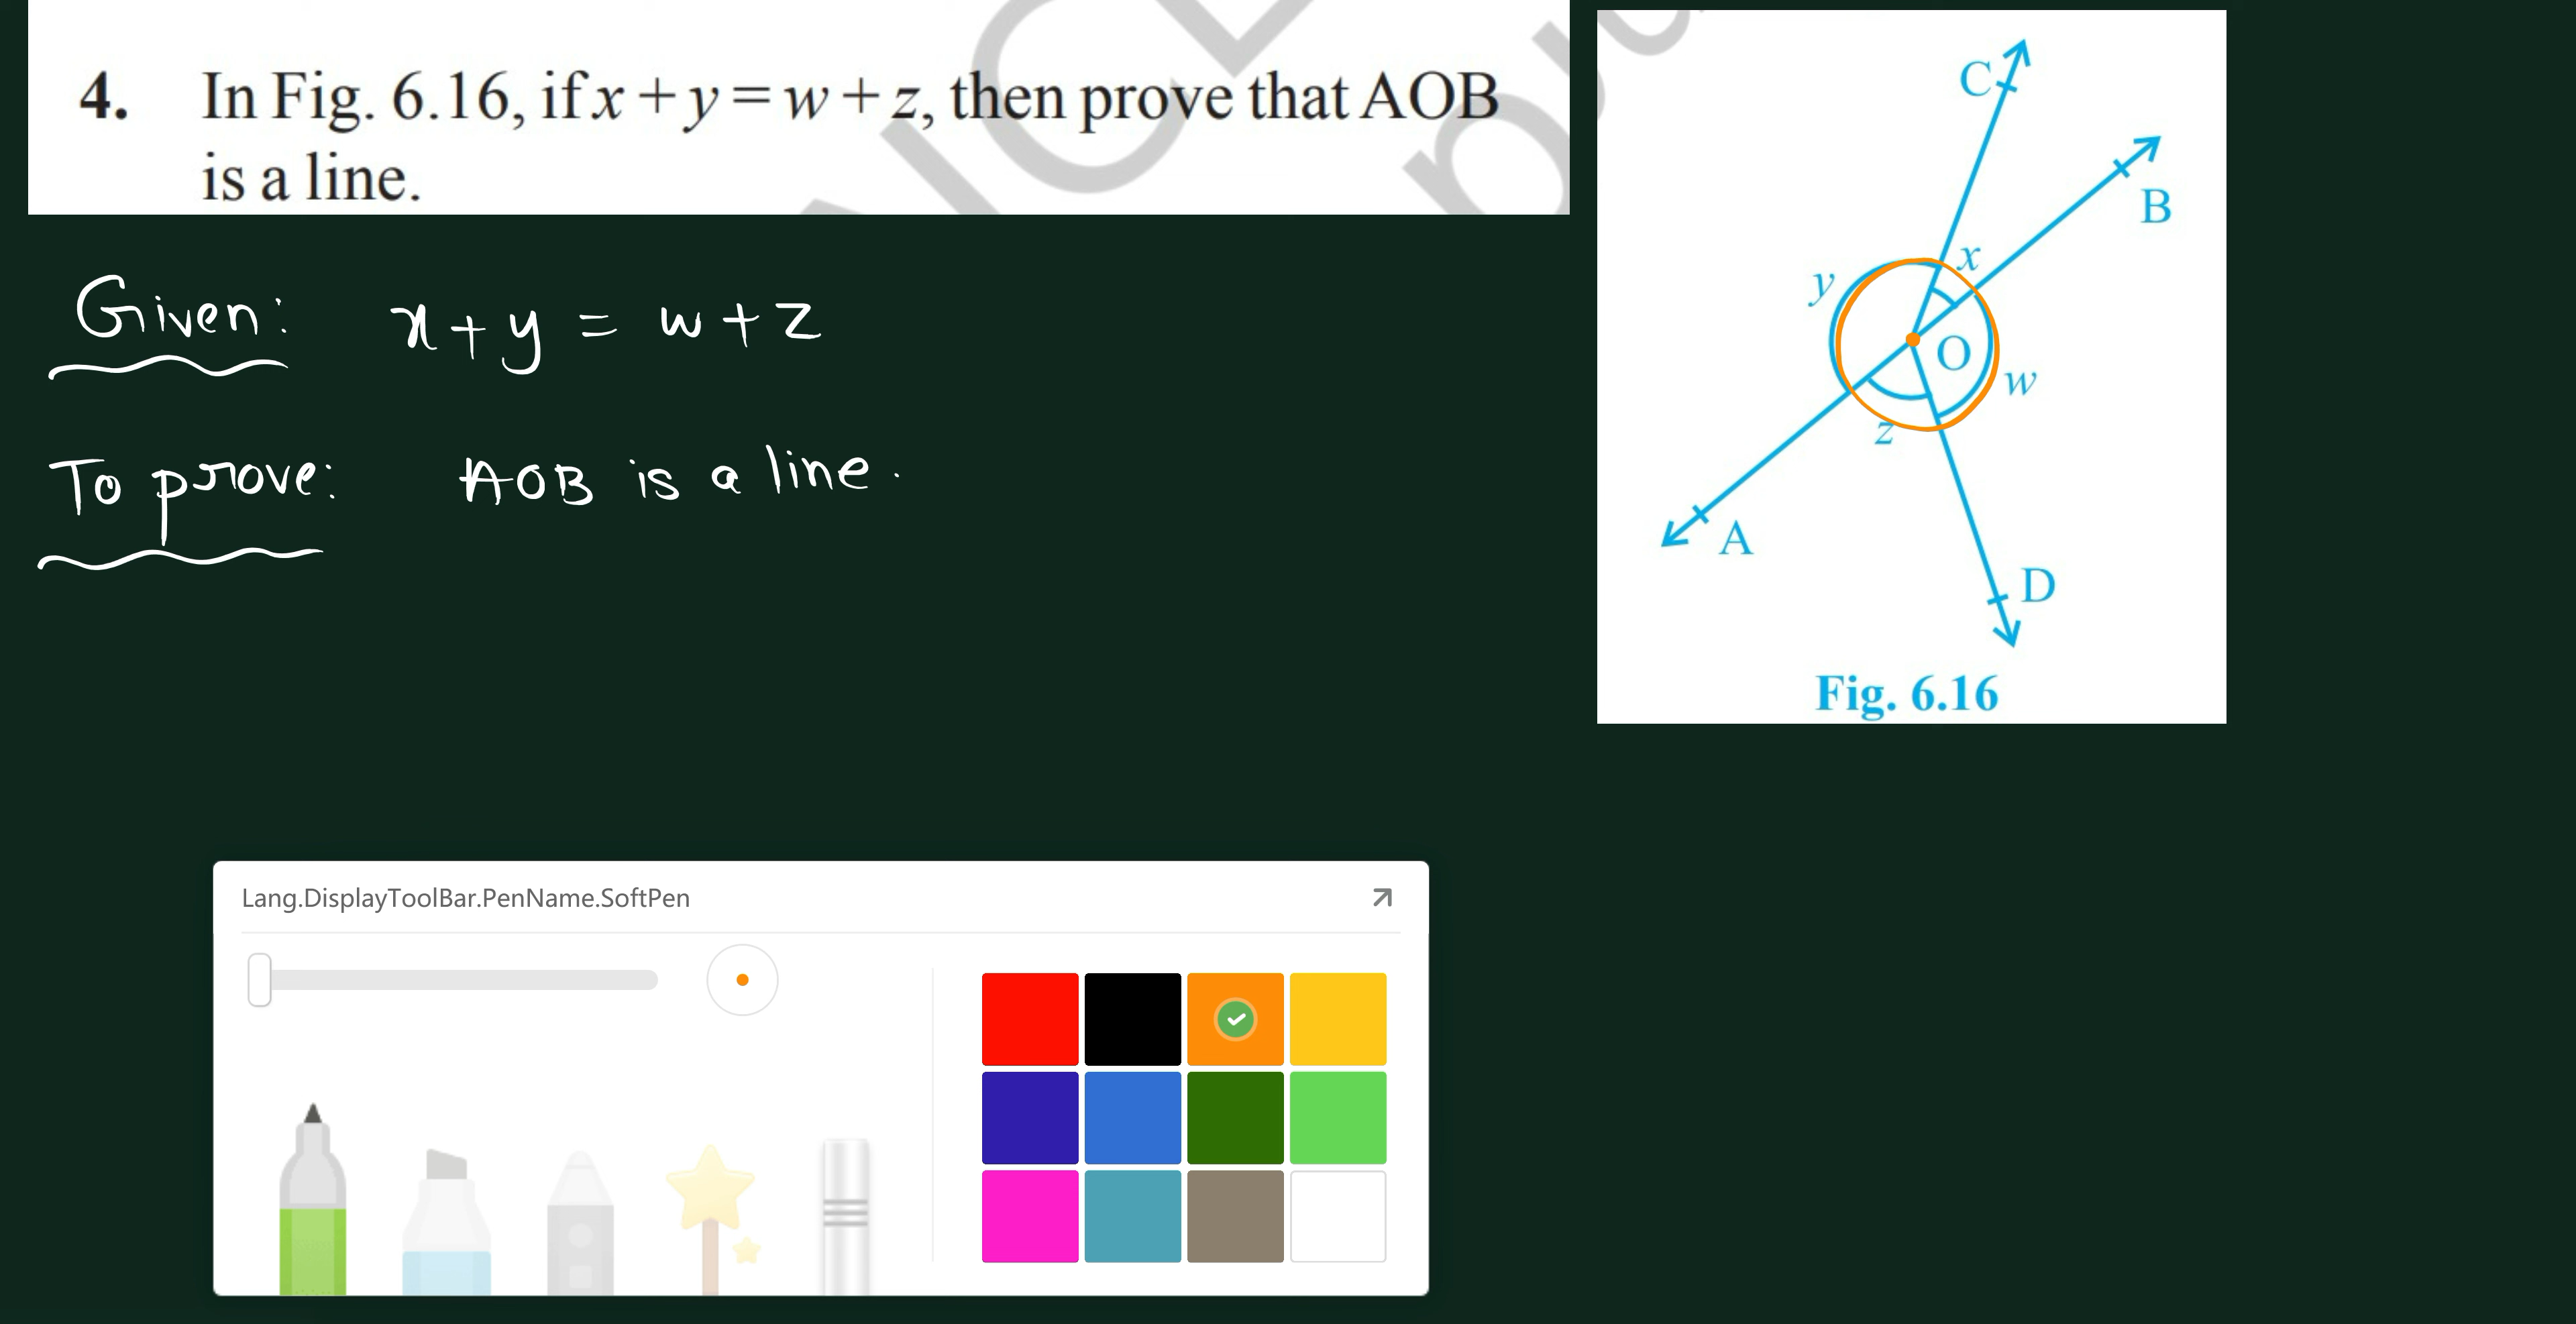 4. In Fig. 6.16, if x + y = w + z, then prove that AOB
is a line.
Given: x + y = w + z
To prove: AOB is a line.
C
B
x
y
O
w
z
A
D
Fig. 6.16
Lang.DisplayToolBar.PenName.SoftPen